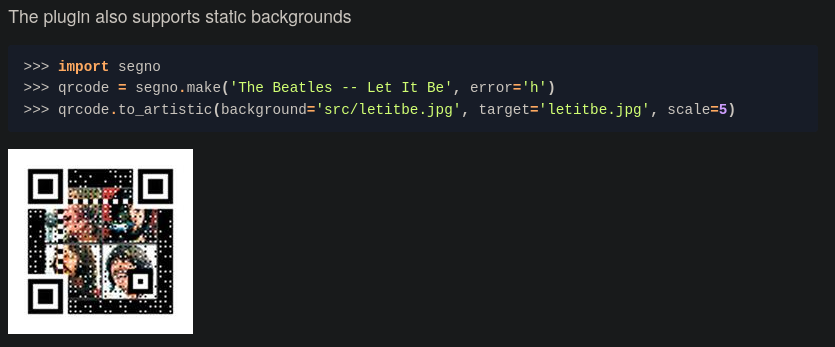 The plugin also supports static backgrounds
>>> import segno
>>> qrcode = segno.make('The Beatles -- Let It Be', error='h')
>>> qrcode.to_artistic(background='src/letitbe.jpg', target='letitbe.jpg', scale=5)